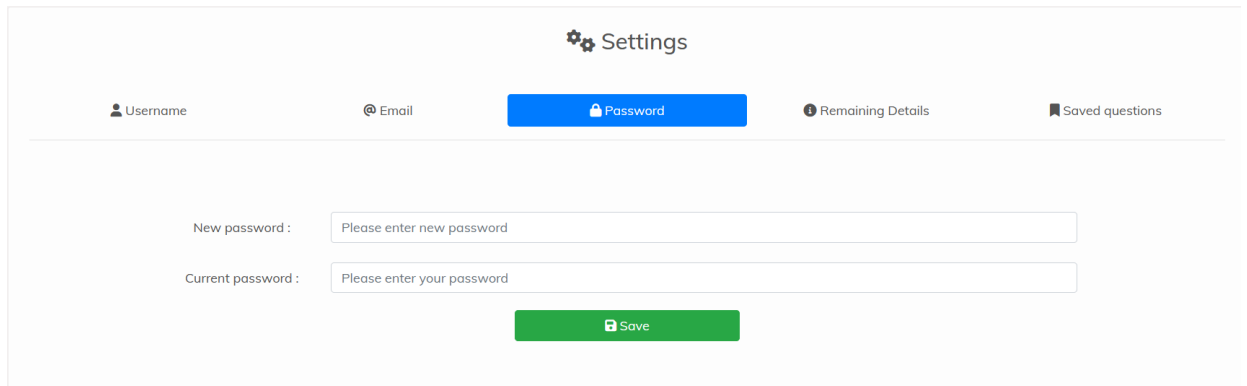 Settings
Username @ Email Password Remaining Details Saved questions
New password : Please enter new password
Current password : Please enter your password
Save